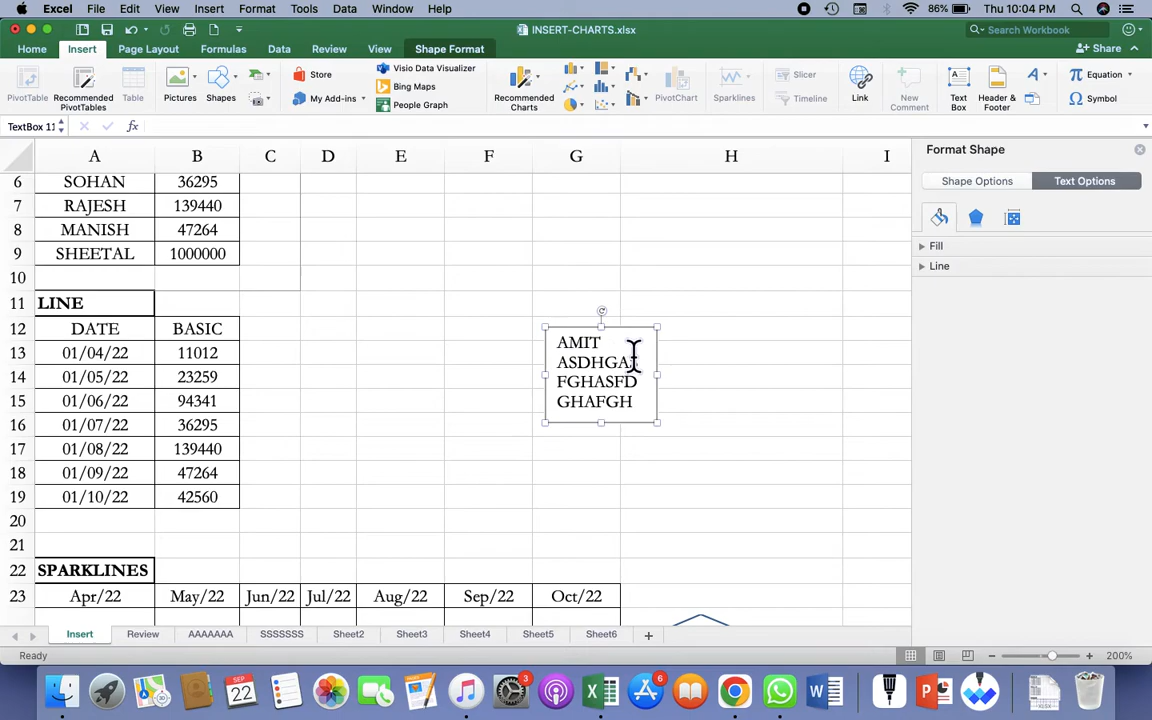 Excel File Edit View Insert Format Tools Data Window Help 86% Thu 10:04 PM
INSERT-CHARTS.xlsx Search Workbook
Home Insert Page Layout Formulas Data Review View Shape Format Share
PivotTable Recommended PivotTables Table Pictures Shapes Store My Add-ins Visio Data Visualizer Bing Maps People Graph Recommended Charts PivotChart Sparklines Slicer Timeline Link New Comment Text Box Header & Footer Equation Symbol
TextBox 11 fx
A B C D E F G H I
6 SOHAN 36295
7 RAJESH 139440
8 MANISH 47264
9 SHEETAL 1000000
10
11 LINE
12 DATE BASIC
13 01/04/22 11012
14 01/05/22 23259
15 01/06/22 94341
16 01/07/22 36295
17 01/08/22 139440
18 01/09/22 47264
19 01/10/22 42560
20
21
22 SPARKLINES
23 Apr/22 May/22 Jun/22 Jul/22 Aug/22 Sep/22 Oct/22
AMIT
FGHASFD
GHAFGH
Format Shape
Shape Options Text Options
Fill
Line
Insert Review AAAAAAA SSSSSSS Sheet2 Sheet3 Sheet4 Sheet5 Sheet6
Ready 200%
SEP
22 3 6